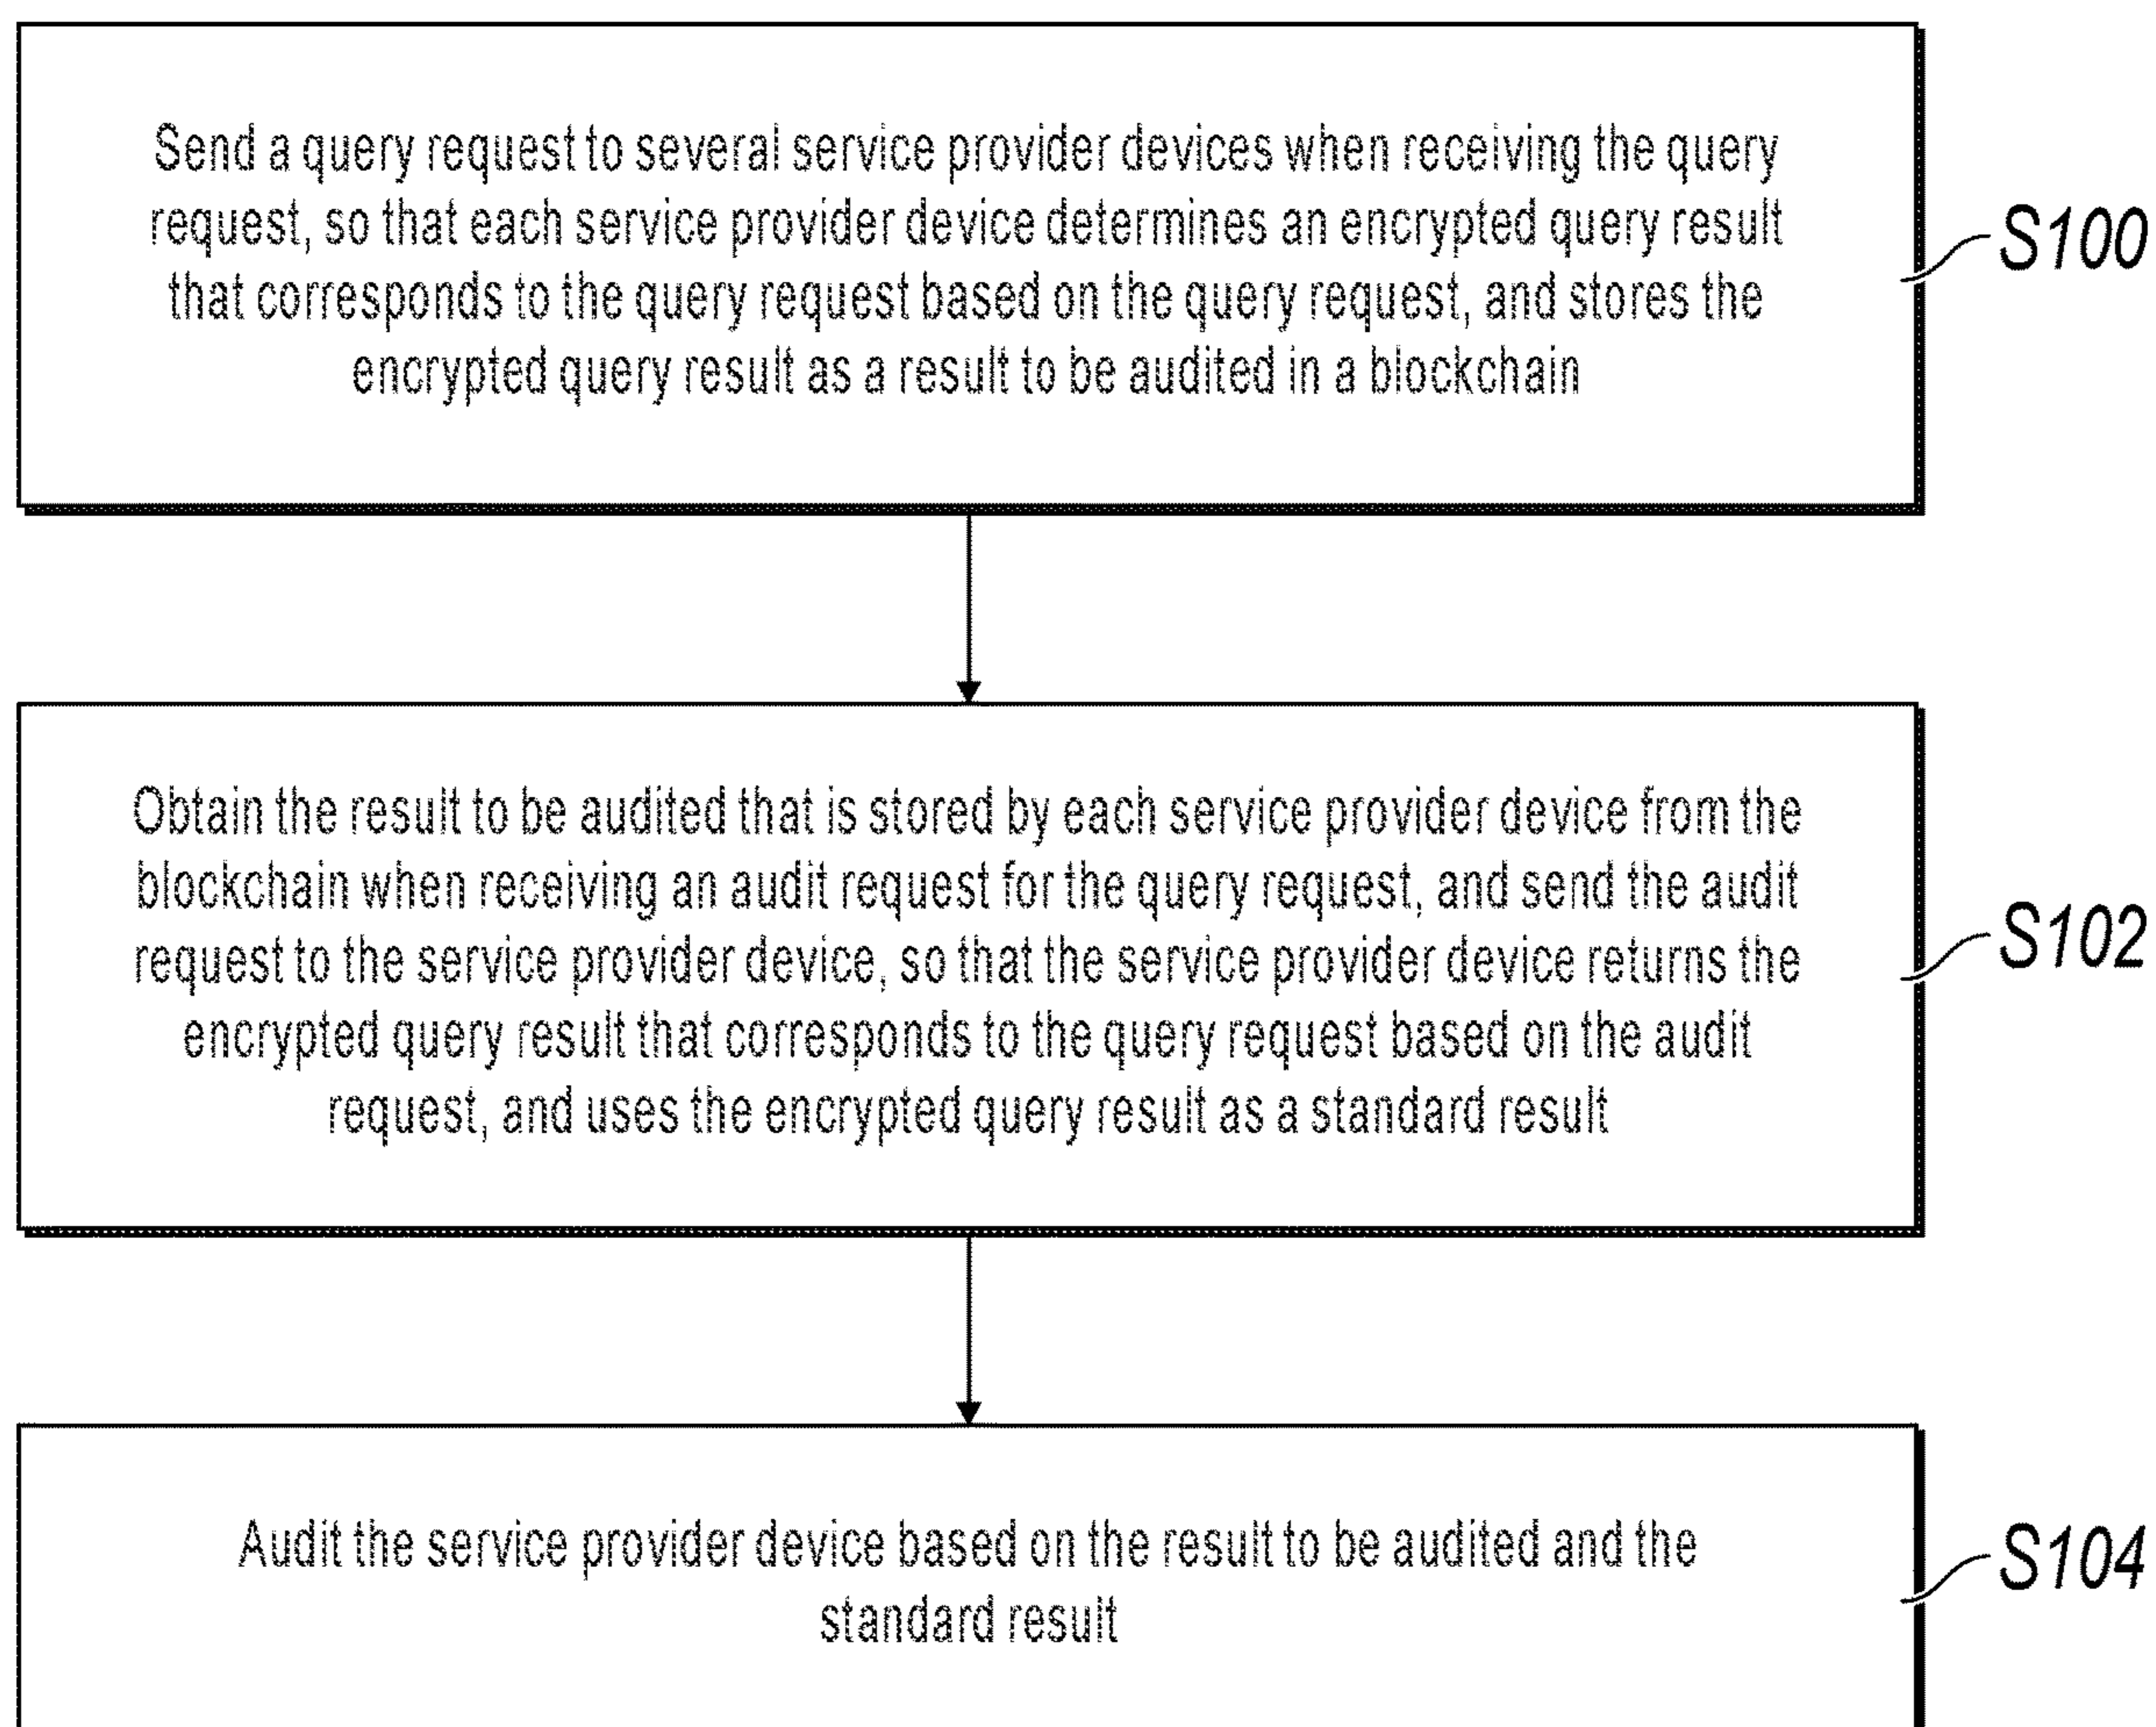 Send a query request to several service provider devices when receiving the query
request, so that each service provider device determines an encrypted query result
that corresponds to the query request based on the query request, and stores the
encrypted query result as a result to be audited in a blockchain
S100
Obtain the result to be audited that is stored by each service provider device from the
blockchain when receiving an audit request for the query request, and send the audit
request to the service provider device, so that the service provider device returns the
encrypted query result that corresponds to the query request based on the audit
request, and uses the encrypted query result as a standard result
S102
Audit the service provider device based on the result to be audited and the
standard result
S104